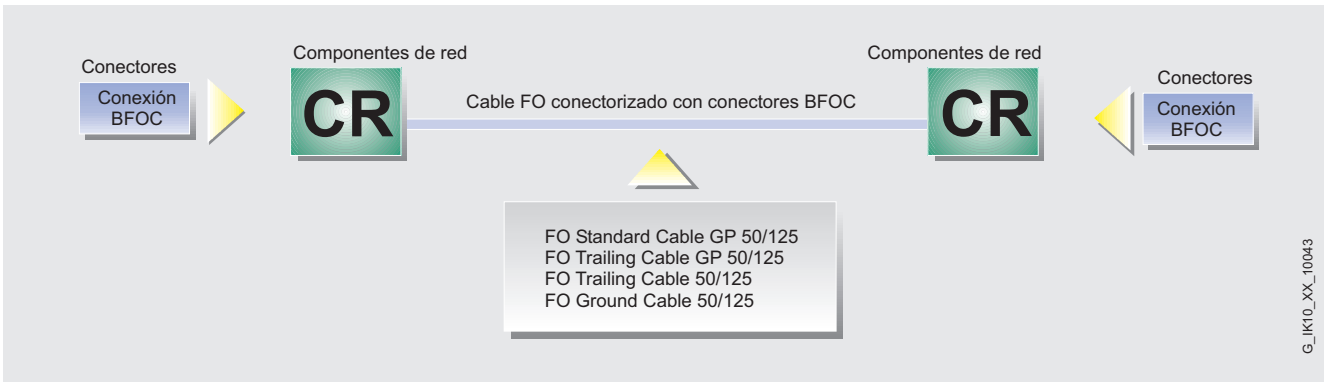 Conectores
Conexión
BFOC
Componentes de red
CR
Cable FO conectorizado con conectores BFOC
Componentes de red
CR
Conectores
Conexión
BFOC
FO Standard Cable GP 50/125
FO Trailing Cable GP 50/125
FO Trailing Cable 50/125
FO Ground Cable 50/125
G_IK10_XX_10043